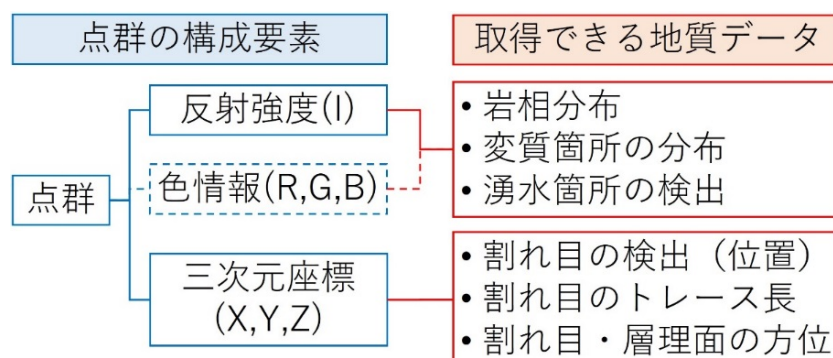 点群の構成要素
取得できる地質データ
点群
反射強度(I)
色情報(R,G,B)
三次元座標
(X,Y,Z)
• 岩相分布
• 変質箇所の分布
• 湧水箇所の検出
• 割れ目の検出（位置）
• 割れ目のトレース長
• 割れ目・層理面の方位